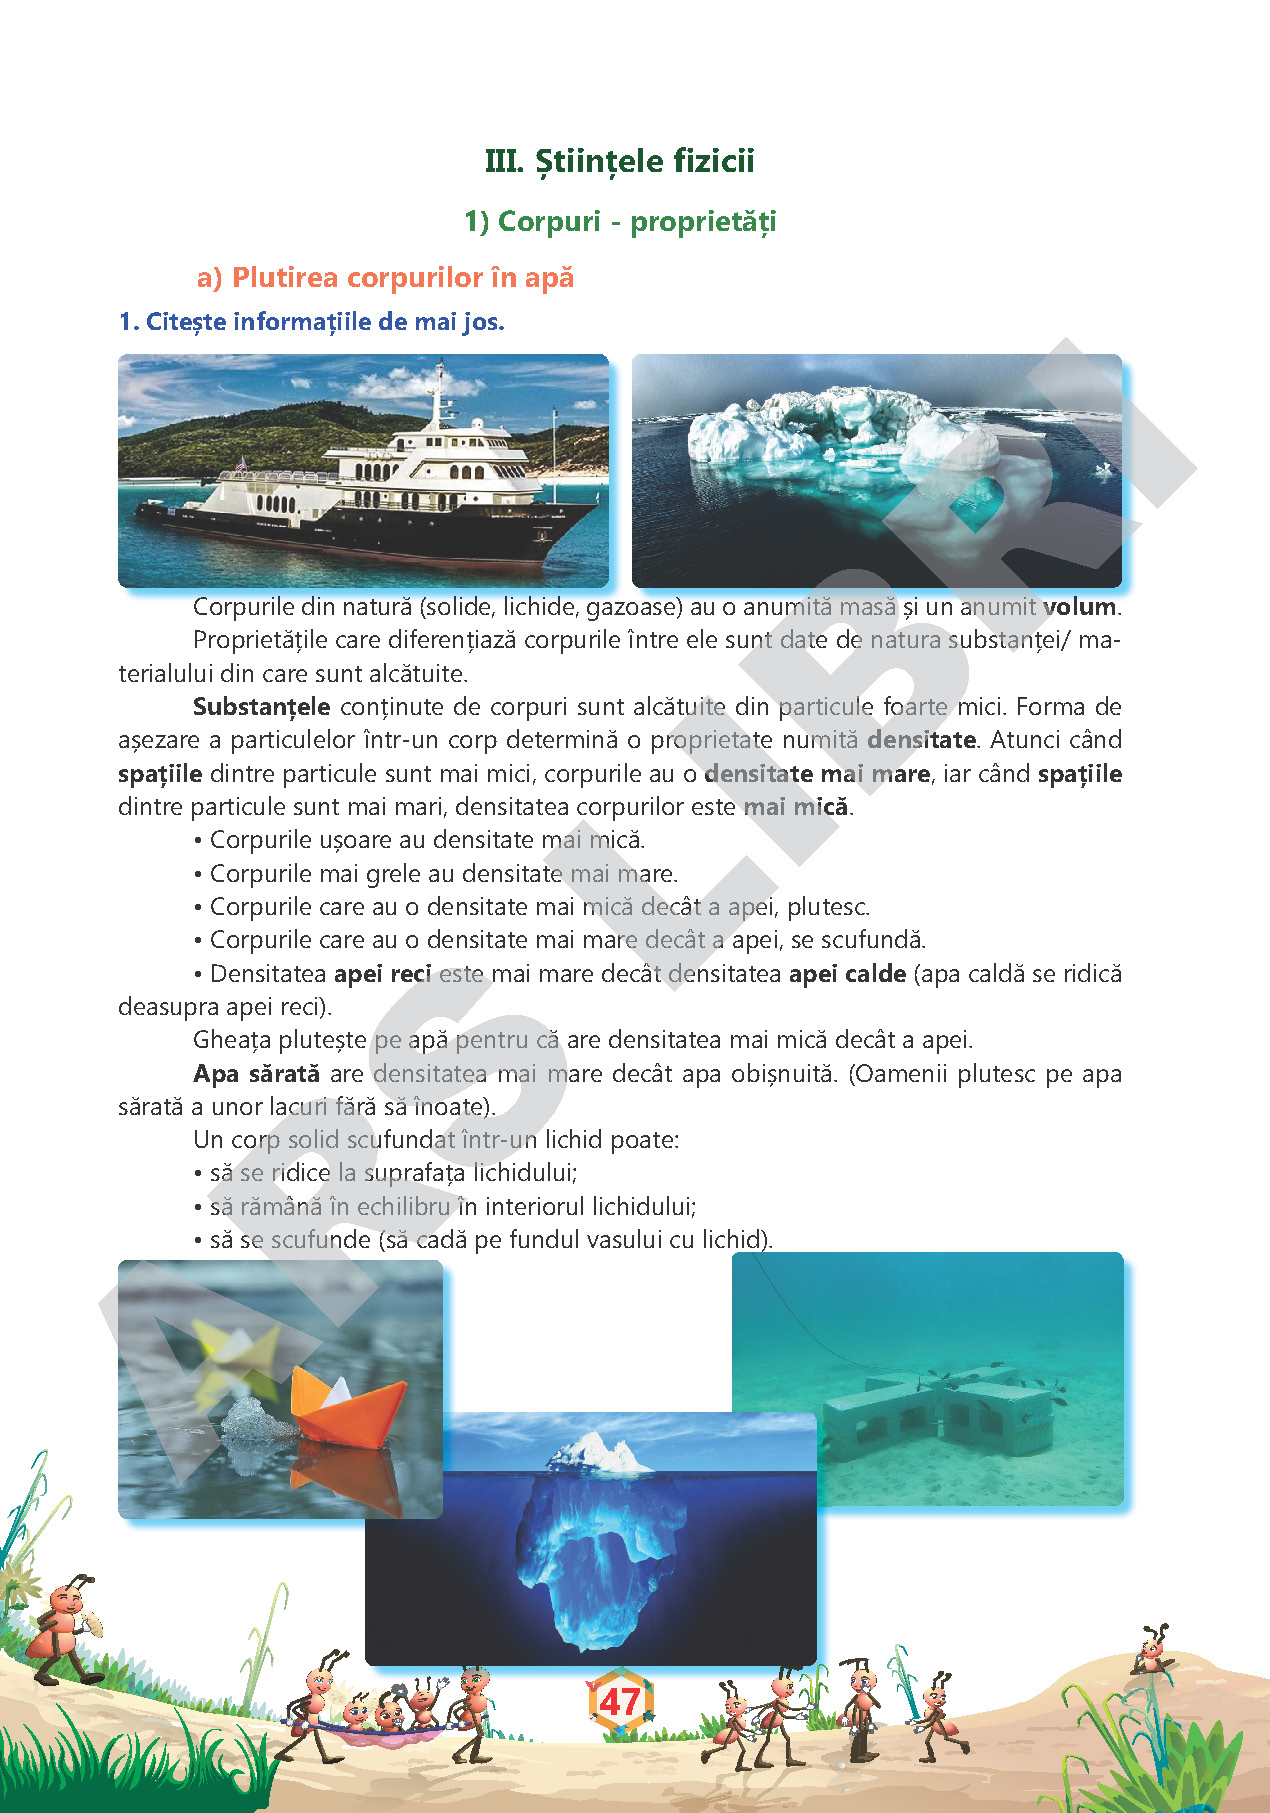 III. Științele fizicii
1) Corpuri - proprietăți
a) Plutirea corpurilor în apă
1. Citește informațiile de mai jos.
Corpurile din natură (solide, lichide, gazoase) au o anumită masă și un anumit volum.
Proprietățile care diferențiază corpurile între ele sunt date de natura substanței/ ma-
terialului din care sunt alcătuite.
Substanțele conținute de corpuri sunt alcătuite din particule foarte mici. Forma de
așezare a particulelor într-un corp determină o proprietate numită densitate. Atunci când
spațiile dintre particule sunt mai mici, corpurile au o densitate mai mare, iar când spațiile
dintre particule sunt mai mari, densitatea corpurilor este mai mică.
• Corpurile ușoare au densitate mai mică.
• Corpurile mai grele au densitate mai mare.
• Corpurile care au o densitate mai mică decât a apei, plutesc.
• Corpurile care au o densitate mai mare decât a apei, se scufundă.
• Densitatea apei reci este mai mare decât densitatea apei calde (apa caldă se ridică
deasupra apei reci).
Gheața plutește pe apă pentru că are densitatea mai mică decât a apei.
Apa sărată are densitatea mai mare decât apa obișnuită. (Oamenii plutesc pe apa
sărată a unor lacuri fără să înoate).
Un corp solid scufundat într-un lichid poate:
• să se ridice la suprafața lichidului;
• să rămână în echilibru în interiorul lichidului;
• să se scufunde (să cadă pe fundul vasului cu lichid).
47
ARS LIBRI